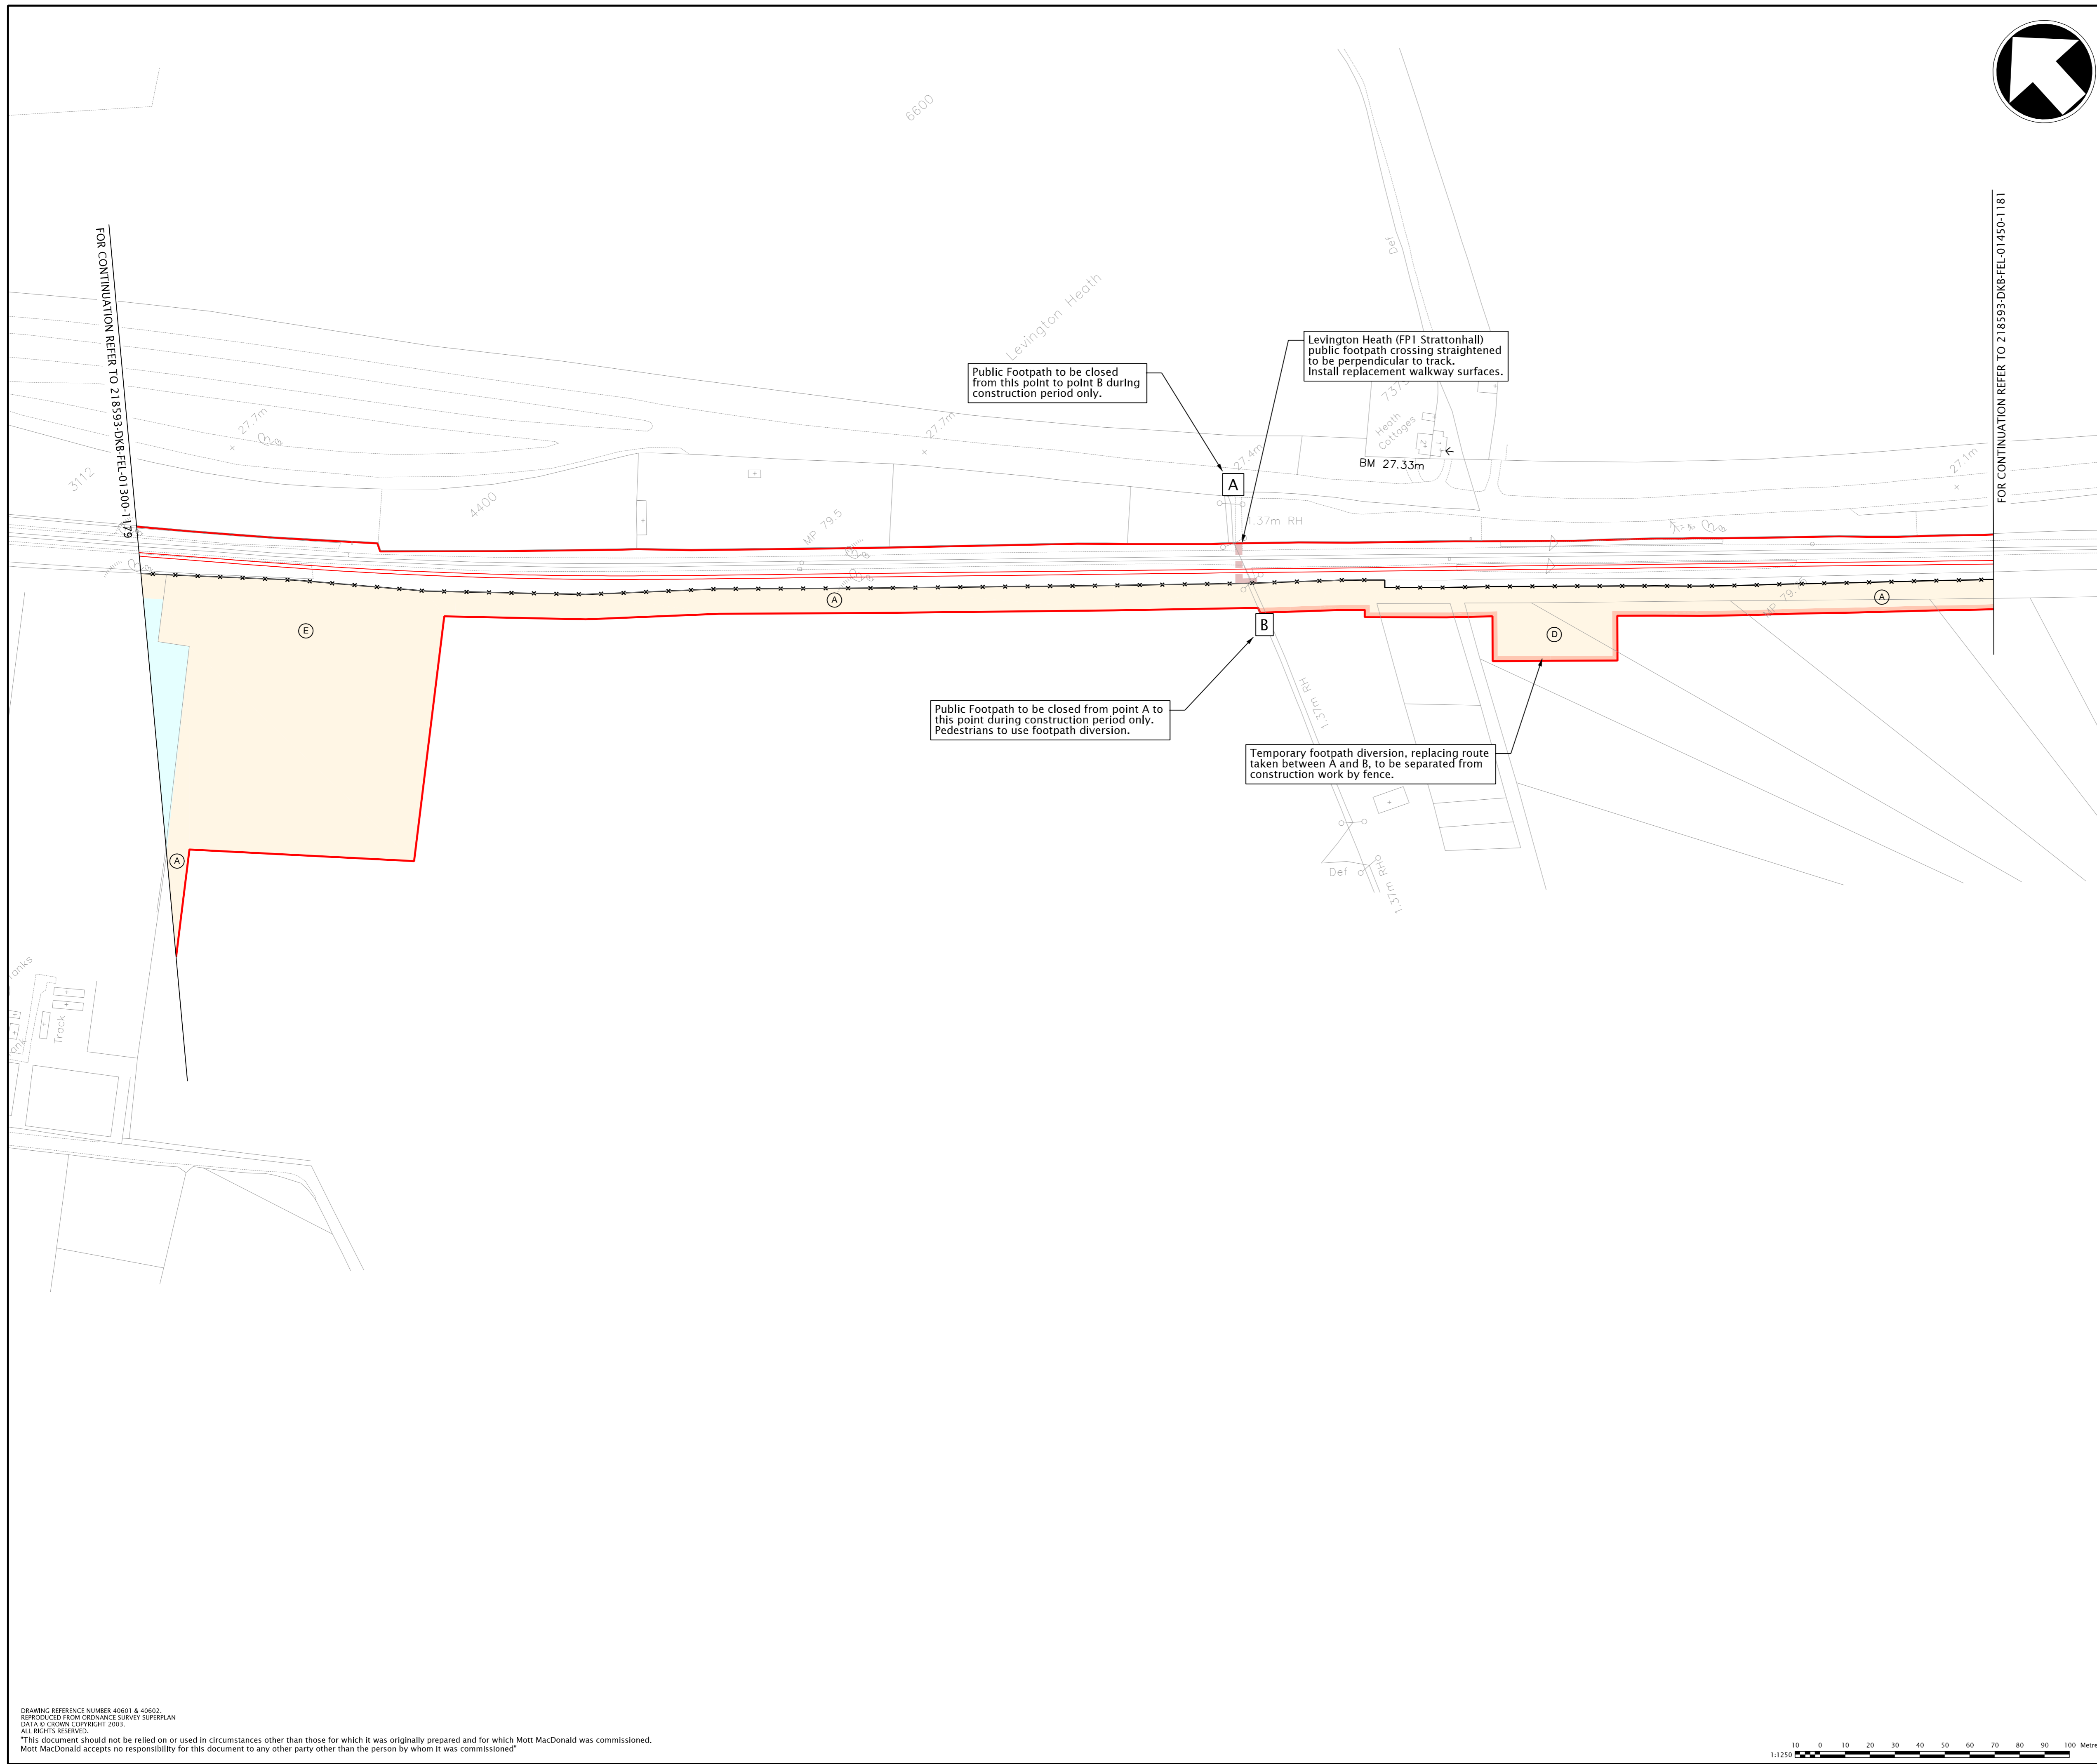 6600
FOR CONTINUATION REFER TO 218593-DKB-FEL-01300-1179
FOR CONTINUATION REFER TO 218593-DKB-FEL-01450-1181
Def
Levington Heath
Levington Heath (FP1 Strattonhall)
public footpath crossing straightened
to be perpendicular to track.
Install replacement walkway surfaces.
Public Footpath to be closed
from this point to point B during
construction period only.
Heath
Cottages
2
1
27.7m
27.7m
27.4m
BM 27.33m
27.1m
3112
4400
A
MP 79.5
1.37m RH
A
A
B
E
D
1.37m RH
Public Footpath to be closed from point A to
this point during construction period only.
Pedestrians to use footpath diversion.
Temporary footpath diversion, replacing route
taken between A and B, to be separated from
construction work by fence.
A
Def
1.37m RH
Track
DRAWING REFERENCE NUMBER 40601 & 40602.
REPRODUCED FROM ORDNANCE SURVEY SUPERPLAN
DATA © CROWN COPYRIGHT 2003.
ALL RIGHTS RESERVED.
"This document should not be relied on or used in circumstances other than those for which it was originally prepared and for which Mott MacDonald was commissioned.
Mott MacDonald accepts no responsibility for this document to any other party other than the person by whom it was commissioned"
1:1250
10 0 10 20 30 40 50 60 70 80 90 100 Metre